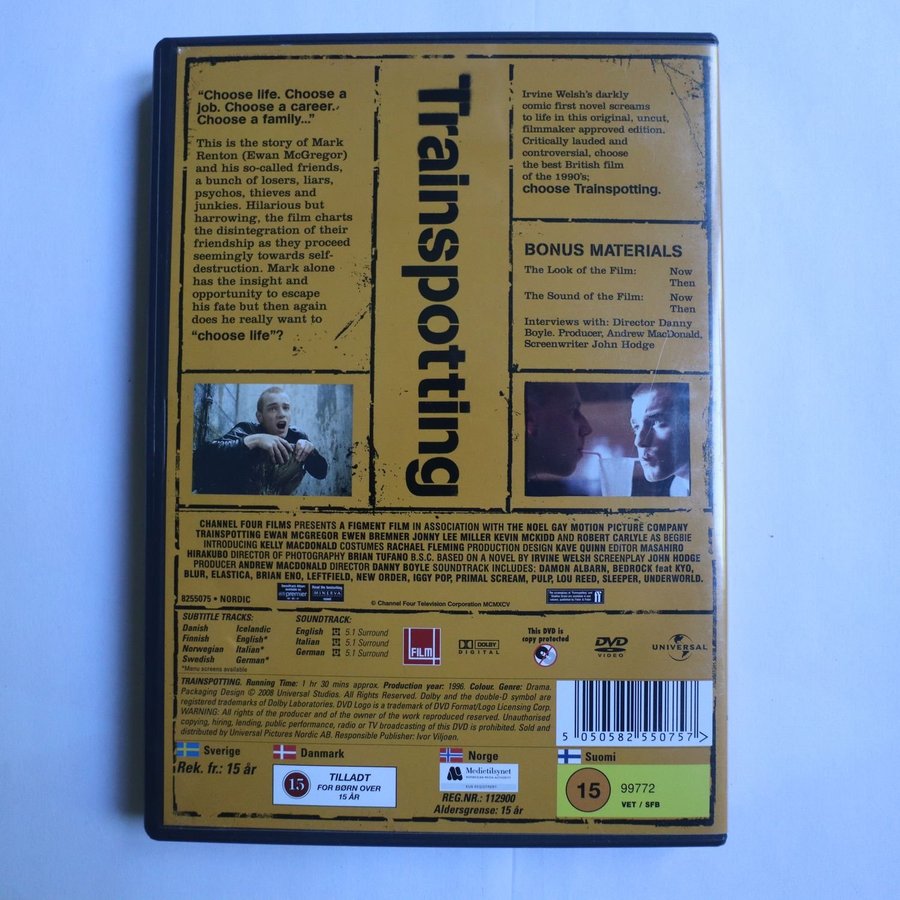 "Choose life. Choose a
job. Choose a career.
Choose a family..."
This is the story of Mark
Renton (Ewan McGregor)
and his so-called friends,
a bunch of losers, liars,
psychos, thieves and
junkies. Hilarious but
harrowing, the film charts
the disintegration of their
friendship as they proceed
seemingly towards self-
destruction. Mark alone
has the insight and
opportunity to escape
his fate but then again
does he really want to
"choose life"?
Trainspotting
Irvine Welsh's darkly
comic first novel screams
to life in this original, uncut,
filmmaker approved edition.
Critically lauded and
controversial, choose
the best British film
of the 1990's;
choose Trainspotting.
BONUS MATERIALS
The Look of the Film: Now
Then
The Sound of the Film: Now
Then
Interviews with: Director Danny
Boyle. Producer, Andrew MacDonald,
Screenwriter John Hodge
CHANNEL FOUR FILMS PRESENTS A FIGMENT FILM IN ASSOCIATION WITH THE NOEL GAY MOTION PICTURE COMPANY
TRAINSPOTTING EWAN MCGREGOR EWEN BREMNER JONNY LEE MILLER KEVIN MCKIDD AND ROBERT CARLYLE AS BEGBIE
INTRODUCING KELLY MACDONALD COSTUMES RACHAEL FLEMING PRODUCTION DESIGN KAVE QUINN EDITOR MASAHIRO
HIRAKUBO DIRECTOR OF PHOTOGRAPHY BRIAN TUFANO B.S.C. BASED ON A NOVEL BY IRVINE WELSH SCREENPLAY JOHN HODGE
PRODUCER ANDREW MACDONALD DIRECTOR DANNY BOYLE SOUNDTRACK INCLUDES: DAMON ALBARN, BEDROCK feat KYO,
BLUR, ELASTICA, BRIAN ENO, LEFTFIELD, NEW ORDER, IGGY POP, PRIMAL SCREAM, PULP, LOU REED, SLEEPER, UNDERWORLD.
premier
MINERVA
8255075 • NORDIC
© Channel Four Television Corporation MCMXCV
ff
SUBTITLE TRACKS:
Danish Icelandic
Finnish English*
Norwegian Italian*
Swedish German*
*Menu screens available
SOUNDTRACK:
English 5.1 Surround
Italian 5.1 Surround
German 5.1 Surround
FILM
DOLBY
DIGITAL
This DVD is
copy protected
DVD
VIDEO
UNIVERSAL
TRAINSPOTTING. Running Time: 1 hr 30 mins approx. Production year: 1996. Colour. Genre: Drama.
Packaging Design © 2008 Universal Studios. All Rights Reserved. Dolby and the double-D symbol are
registered trademarks of Dolby Laboratories. DVD Logo is a trademark of DVD Format/Logo Licensing Corp.
WARNING: All rights of the producer and of the owner of the work reproduced reserved. Unauthorised
copying, hiring, lending, public performance, radio or TV broadcasting of this DVD is prohibited. Sold and
distributed by Universal Pictures Nordic AB. Responsible Publisher: Ivor Viljoen.
5 050582 550757 >
Sverige
Rek. fr.: 15 år
Danmark
15
TILLADT
FOR BØRN OVER
15 ÅR
Norge
Medietilsynet
NORWEGIAN MEDIA AUTHORITY
REG.NR.: 112900
Aldersgrense: 15 år
Suomi
15
99772
VET / SFB